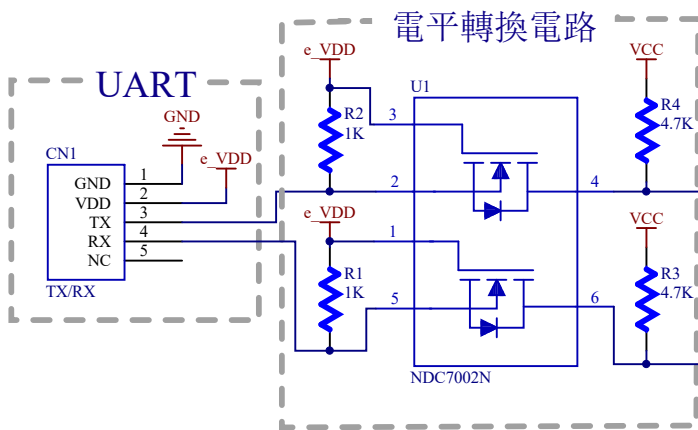 電平轉換電路
UART
e_VDD
VCC
U1
GND
R2
1K
3
R4
4.7K
CN1
e_VDD
GND
1
VDD
2
TX
3
RX
4
NC
5
TX/RX
2
4
e_VDD
VCC
1
R1
1K
5
6
R3
4.7K
NDC7002N